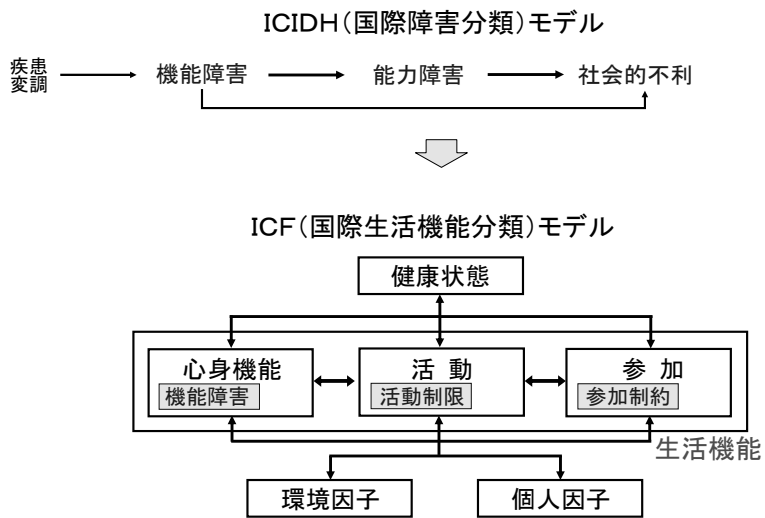 ICIDH(国際障害分類)モデル
疾患
変調
機能障害
能力障害
社会的不利
ICF(国際生活機能分類)モデル
健康状態
心身機能
機能障害
活 動
活動制限
参 加
参加制約
生活機能
環境因子
個人因子